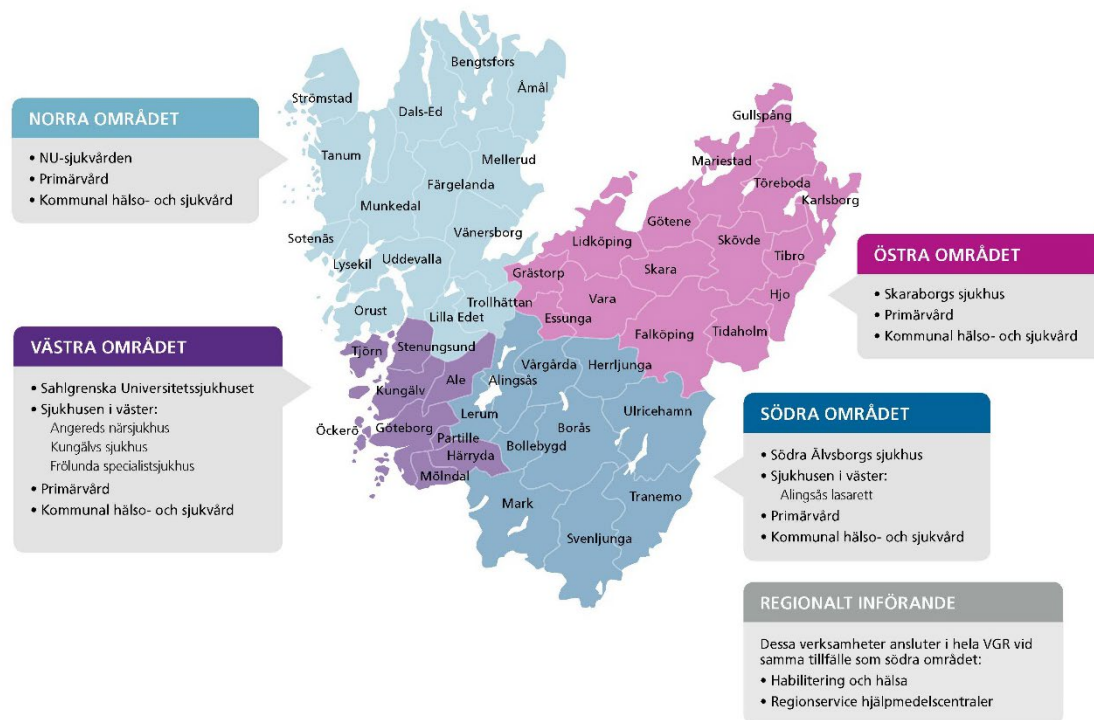 Bengtsfors
Åmål
Strömstad
Dals-Ed
Gullspång
NORRA OMRÅDET
• NU-sjukvården
• Primärvård
• Kommunal hälso- och sjukvård
Tanum
Mellerud
Mariestad
Färgelanda
Töreboda
Karlsborg
Munkedal
Götene
Vänersborg
Sotenäs
Lidköping
Skövde
Lysekil
Uddevalla
Tibro
Grästorp
Skara
ÖSTRA OMRÅDET
• Skaraborgs sjukhus
• Primärvård
• Kommunal hälso- och sjukvård
Hjo
Trollhättan
Vara
Orust
Lilla Edet
Essunga
Falköping
Tidaholm
VÄSTRA OMRÅDET
• Sahlgrenska Universitetssjukhuset
• Sjukhusen i väster:
Angereds närsjukhus
Kungälvs sjukhus
Frölunda specialistsjukhus
• Primärvård
• Kommunal hälso- och sjukvård
Tjörn
Stenungsund
Vårgårda
Herrljunga
Ale
Alingsås
Kungälv
Lerum
Ulricehamn
Öckerö
Göteborg
Borås
Partille
Bollebygd
Härryda
Mölndal
SÖDRA OMRÅDET
• Södra Älvsborgs sjukhus
• Sjukhusen i väster:
Alingsås lasarett
• Primärvård
• Kommunal hälso- och sjukvård
Mark
Tranemo
Svenljunga
REGIONALT INFÖRANDE
Dessa verksamheter ansluter i hela VGR vid
samma tillfälle som södra området:
• Habilitering och hälsa
• Regionservice hjälpmedelscentraler